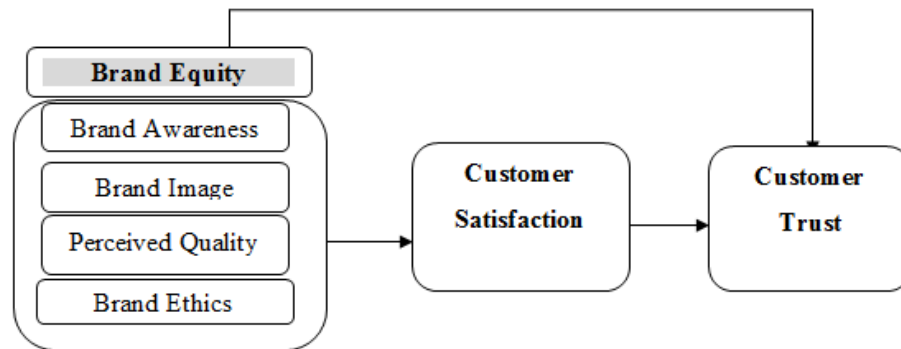 Brand Equity
Brand Awareness
Brand Image
Perceived Quality
Brand Ethics
Customer
Satisfaction
Customer
Trust